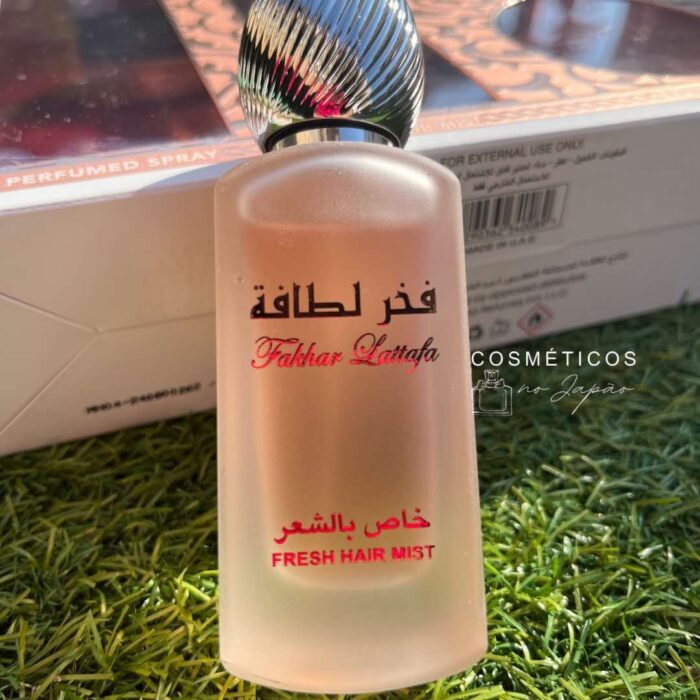 PERFUMED SPRAY
FOR EXTERNAL USE ONLY.
MADE IN U.A.E
فخر لطافة
Fakhar Lattafa
COSMÉTICOS
no Japão
خاص بالشعر
FRESH HAIR MIST